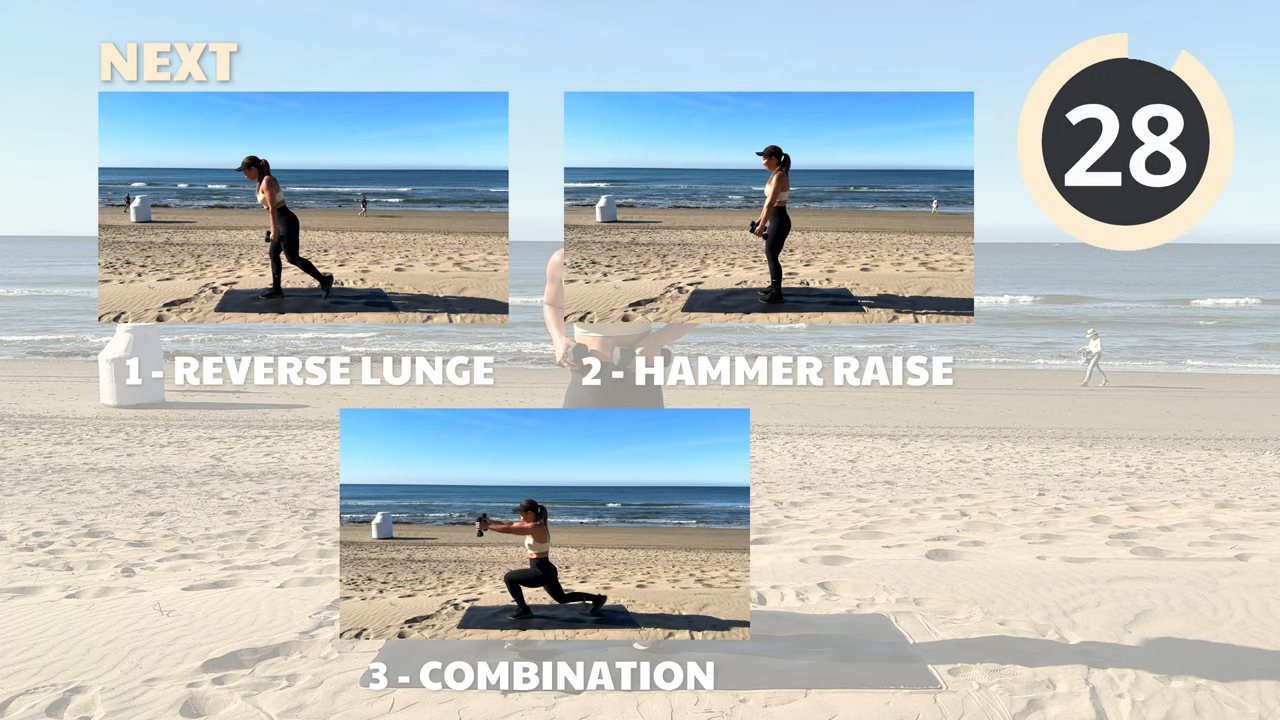 NEXT
28
1 - REVERSE LUNGE
2 - HAMMER RAISE
3 - COMBINATION